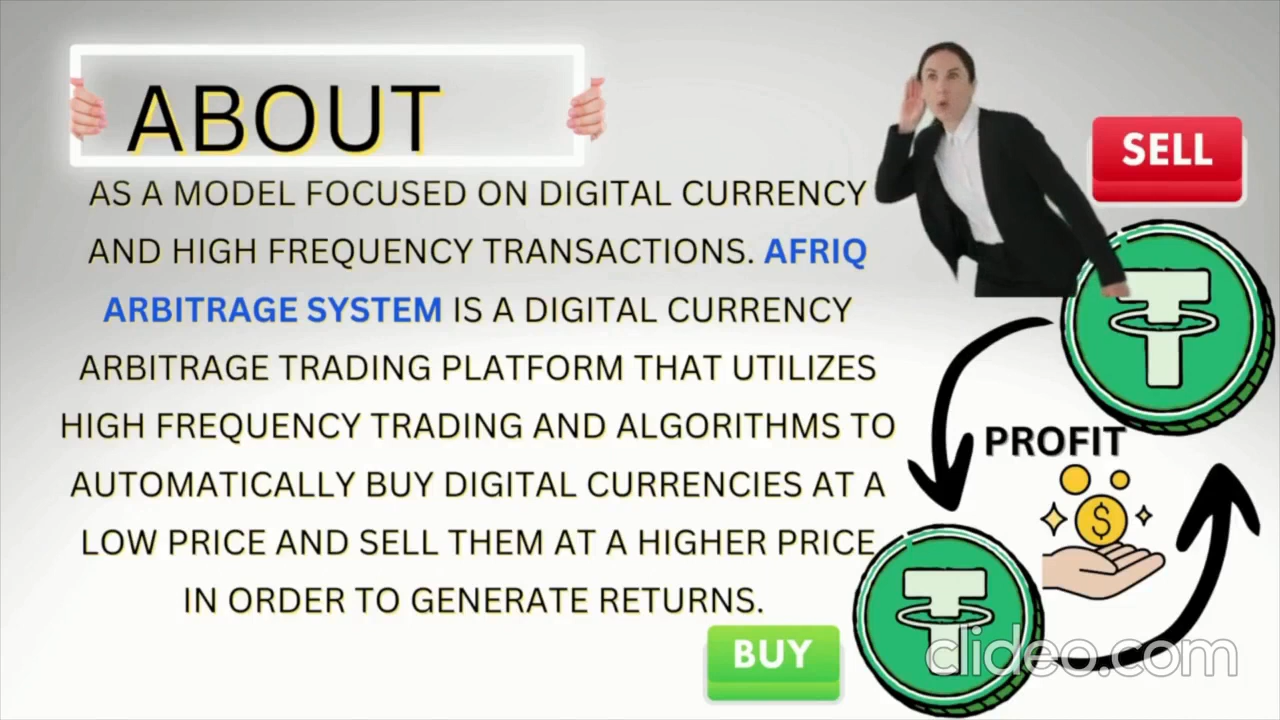 ABOUT
AS A MODEL FOCUSED ON DIGITAL CURRENCY
AND HIGH FREQUENCY TRANSACTIONS. AFRIQ
ARBITRAGE SYSTEM IS A DIGITAL CURRENCY
ARBITRAGE TRADING PLATFORM THAT UTILIZES
HIGH FREQUENCY TRADING AND ALGORITHMS TO
AUTOMATICALLY BUY DIGITAL CURRENCIES AT A
LOW PRICE AND SELL THEM AT A HIGHER PRICE
IN ORDER TO GENERATE RETURNS.
SELL
PROFIT
$
BUY
clideo.com